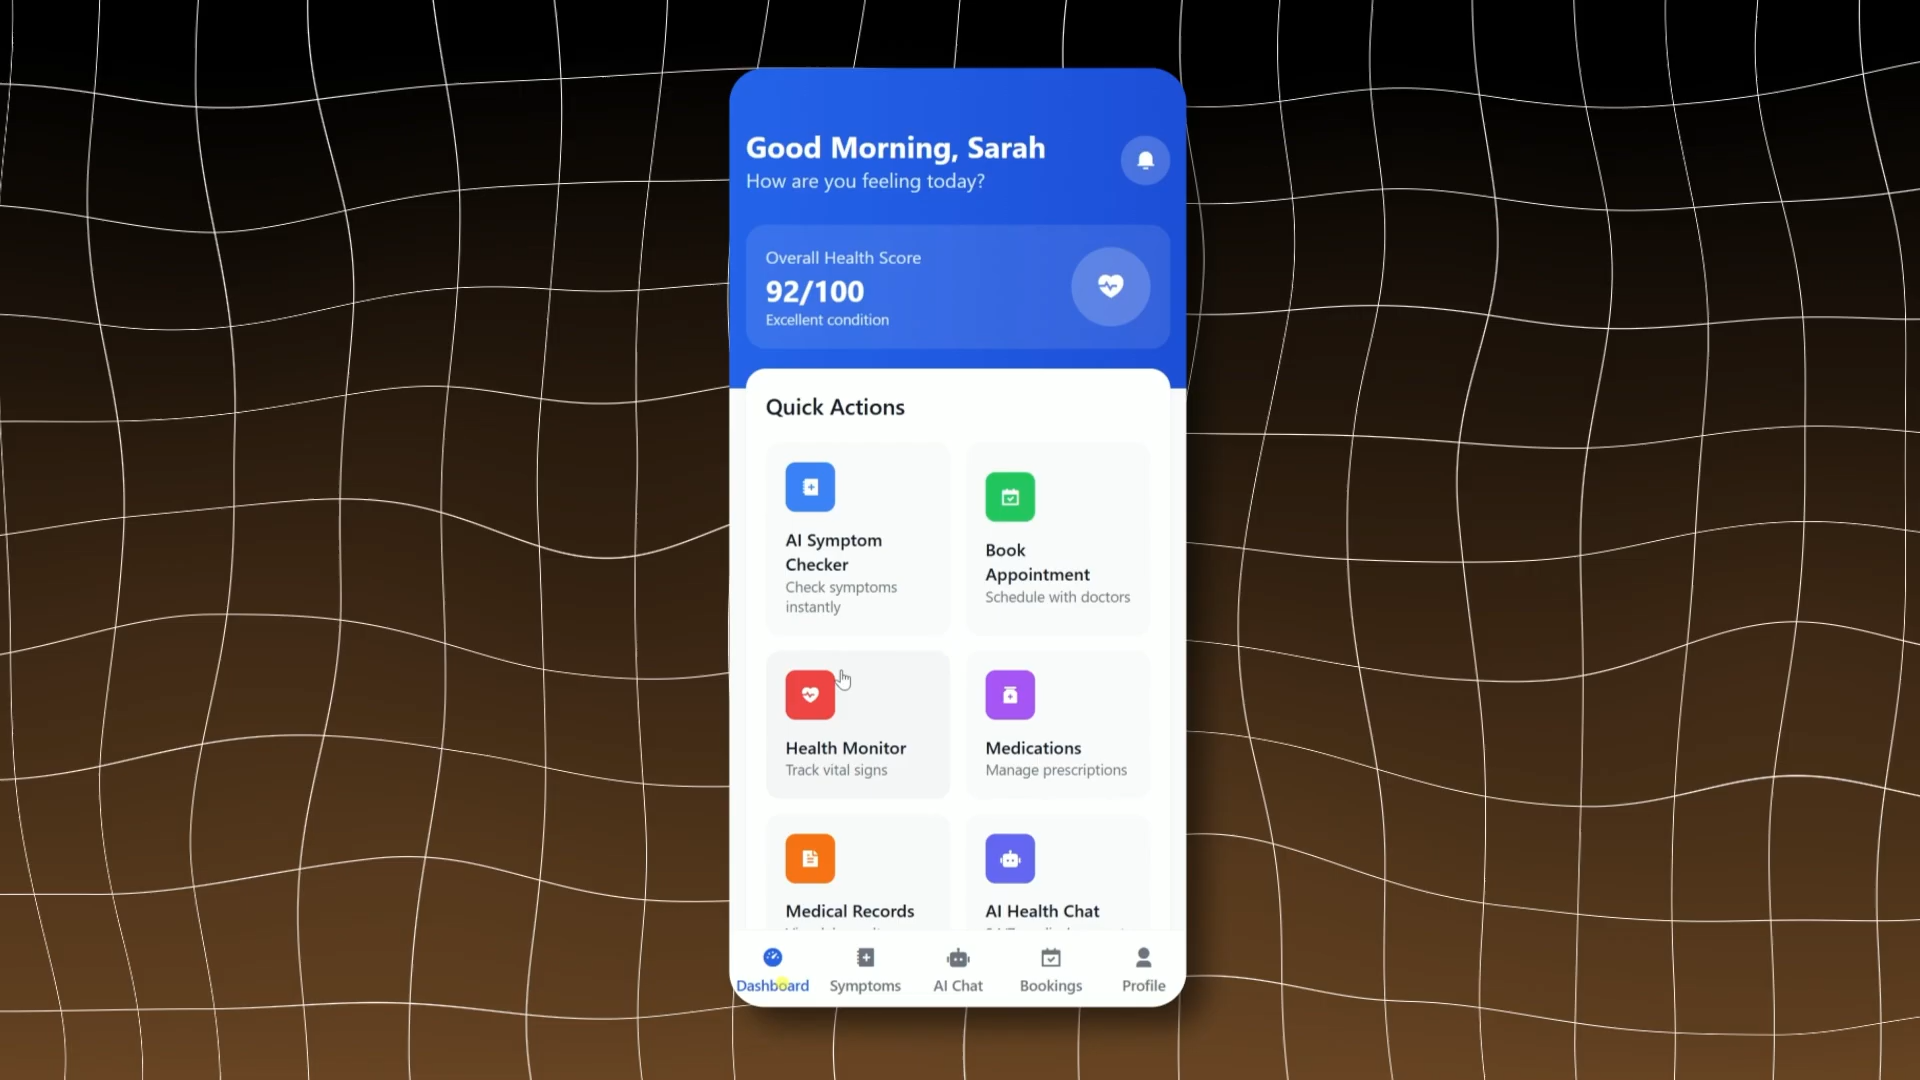 Good Morning, Sarah
How are you feeling today?
Overall Health Score
92/100
Excellent condition
Quick Actions
AI Symptom
Checker
Check symptoms
instantly
Book
Appointment
Schedule with doctors
Health Monitor
Track vital signs
Medications
Manage prescriptions
Medical Records
AI Health Chat
Dashboard
Symptoms
AI Chat
Bookings
Profile